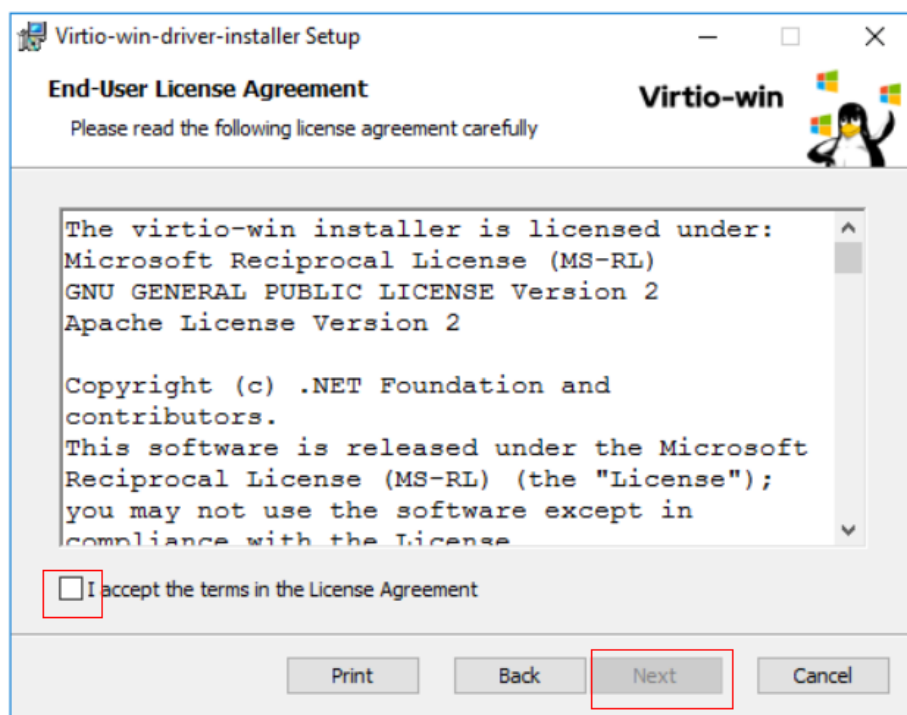 Virtio-win-driver-installer Setup
End-User License Agreement
Virtio-win
Please read the following license agreement carefully
The virtio-win installer is licensed under:
Microsoft Reciprocal License (MS-RL)
GNU GENERAL PUBLIC LICENSE Version 2
Apache License Version 2
Copyright (c) .NET Foundation and
contributors.
This software is released under the Microsoft
Reciprocal License (MS-RL) (the "License");
you may not use the software except in
compliance with the License
I accept the terms in the License Agreement
Print
Back
Next
Cancel